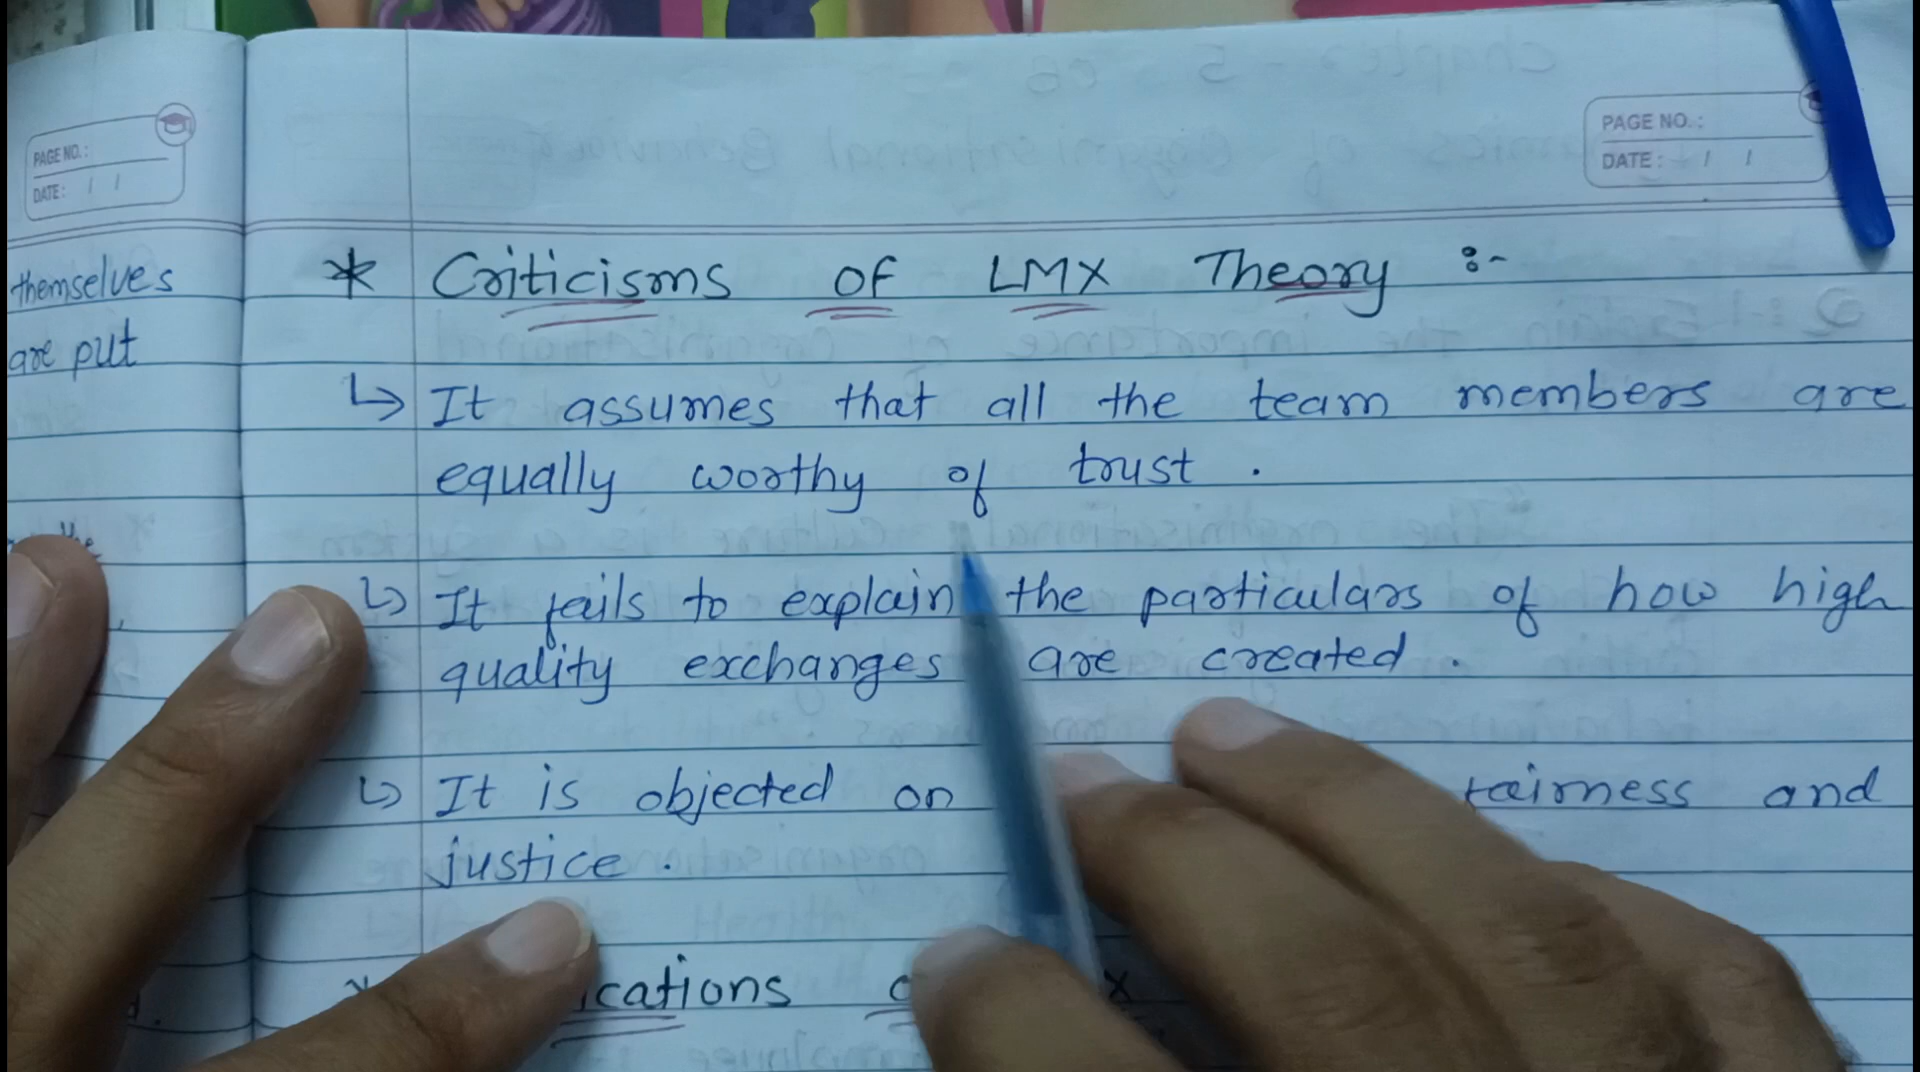 PAGE NO.:
DATE: / /
themselves
are put
the
PAGE NO.:
DATE: / /
* Criticisms OF LMX Theory :-
↳ It assumes that all the team members are
equally worthy of trust .
↳ It fails to explain the particulars of how high
quality exchanges are created .
↳ It is objected on fairness and
justice .